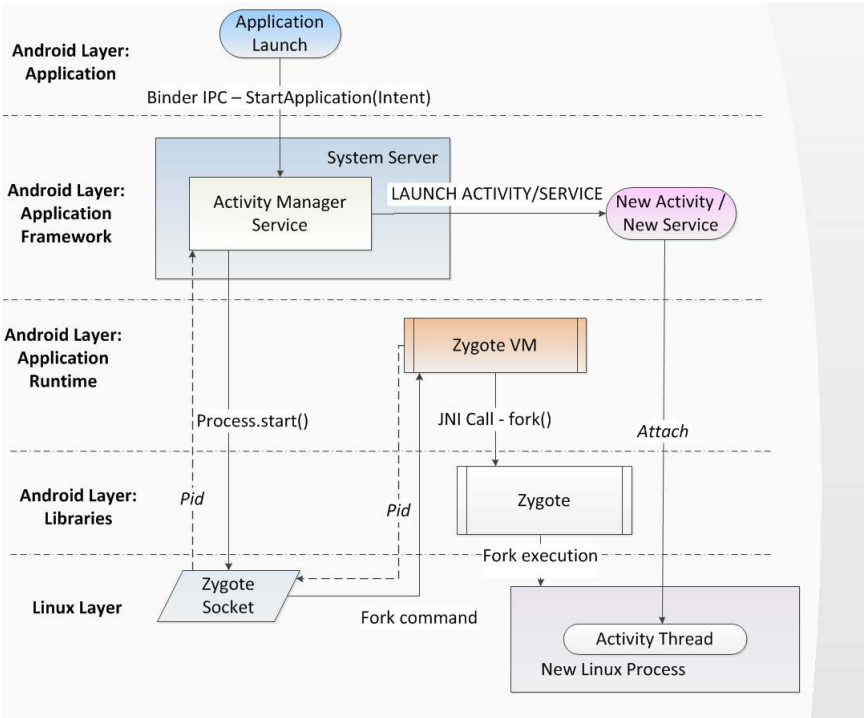 Application
Launch
Android Layer:
Application
Binder IPC – StartApplication(Intent)
System Server
Android Layer:
Application
Framework
Activity Manager
Service
LAUNCH ACTIVITY/SERVICE
New Activity /
New Service
Android Layer:
Application
Runtime
Zygote VM
Process.start()
JNI Call - fork()
Attach
Android Layer:
Libraries
Pid
Pid
Zygote
Fork execution
Linux Layer
Zygote
Socket
Fork command
Activity Thread
New Linux Process